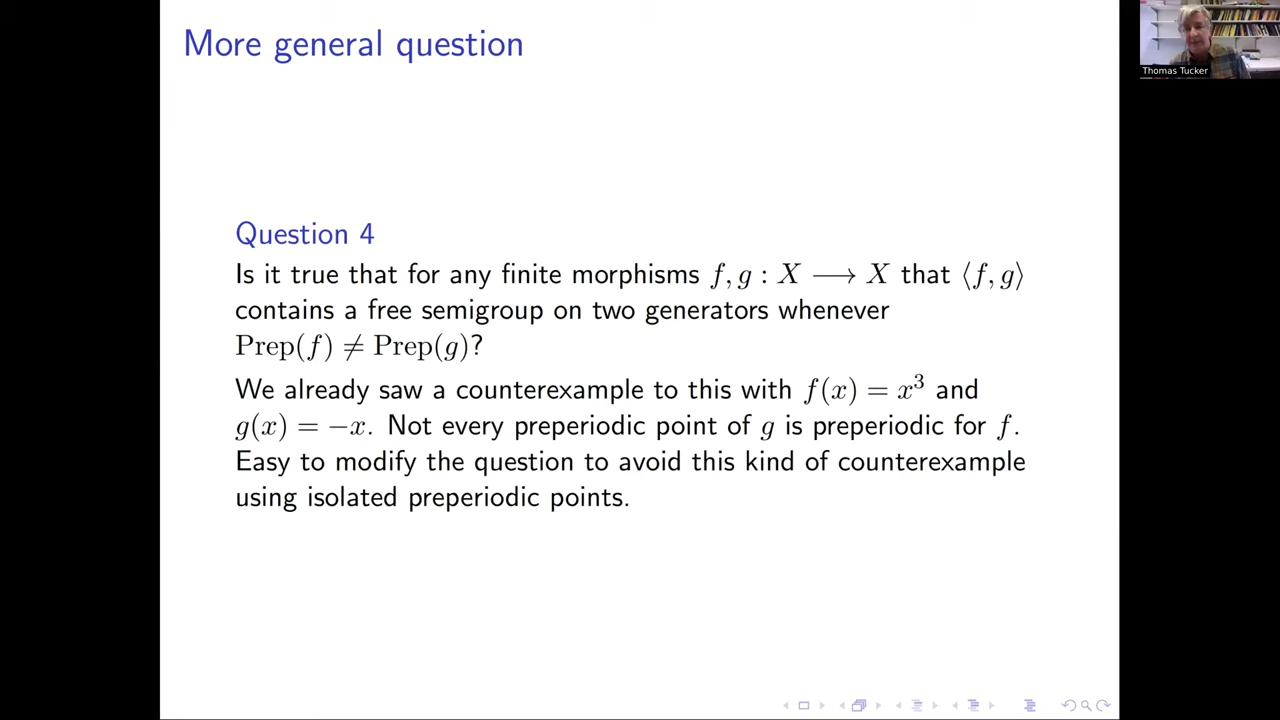 More general question
Thomas Tucker
Question 4
Is it true that for any finite morphisms f, g : X ⟶ X that ⟨f, g⟩
contains a free semigroup on two generators whenever
Prep(f) ≠ Prep(g)?
We already saw a counterexample to this with f(x) = x³ and
g(x) = −x. Not every preperiodic point of g is preperiodic for f.
Easy to modify the question to avoid this kind of counterexample
using isolated preperiodic points.